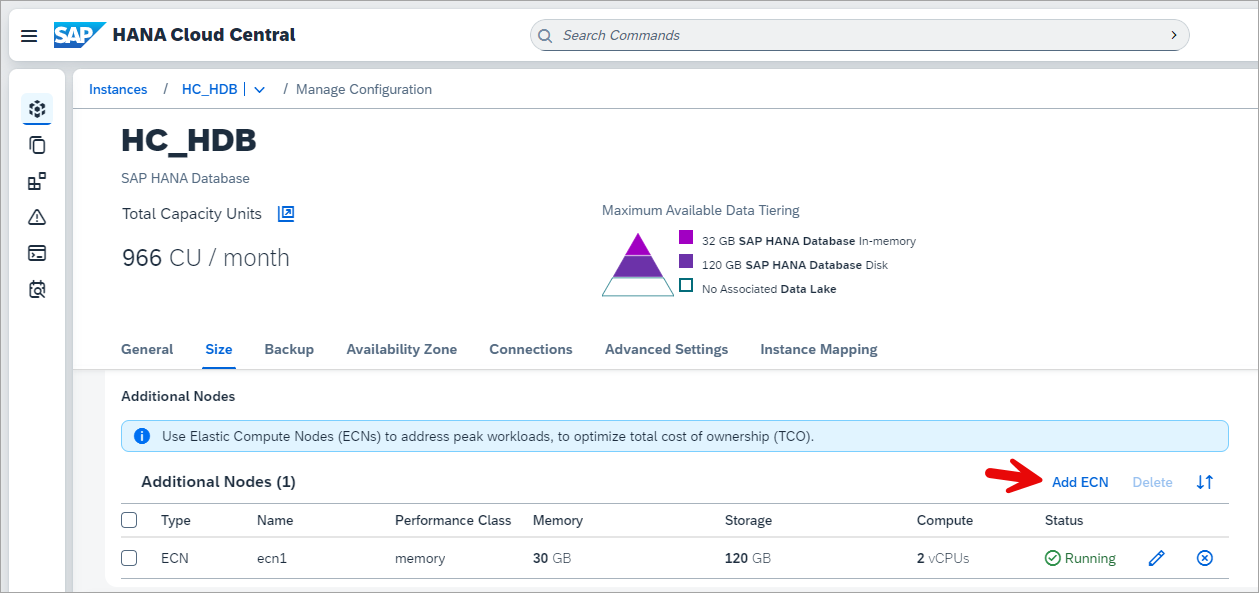 SAP HANA Cloud Central
Search Commands
Instances / HC_HDB / Manage Configuration
HC_HDB
SAP HANA Database
Total Capacity Units
966 CU / month
Maximum Available Data Tiering
32 GB SAP HANA Database In-memory
120 GB SAP HANA Database Disk
No Associated Data Lake
General Size Backup Availability Zone Connections Advanced Settings Instance Mapping
Additional Nodes
Use Elastic Compute Nodes (ECNs) to address peak workloads, to optimize total cost of ownership (TCO).
Additional Nodes (1) Add ECN Delete
Type Name Performance Class Memory Storage Compute Status
ECN ecn1 memory 30 GB 120 GB 2 vCPUs Running